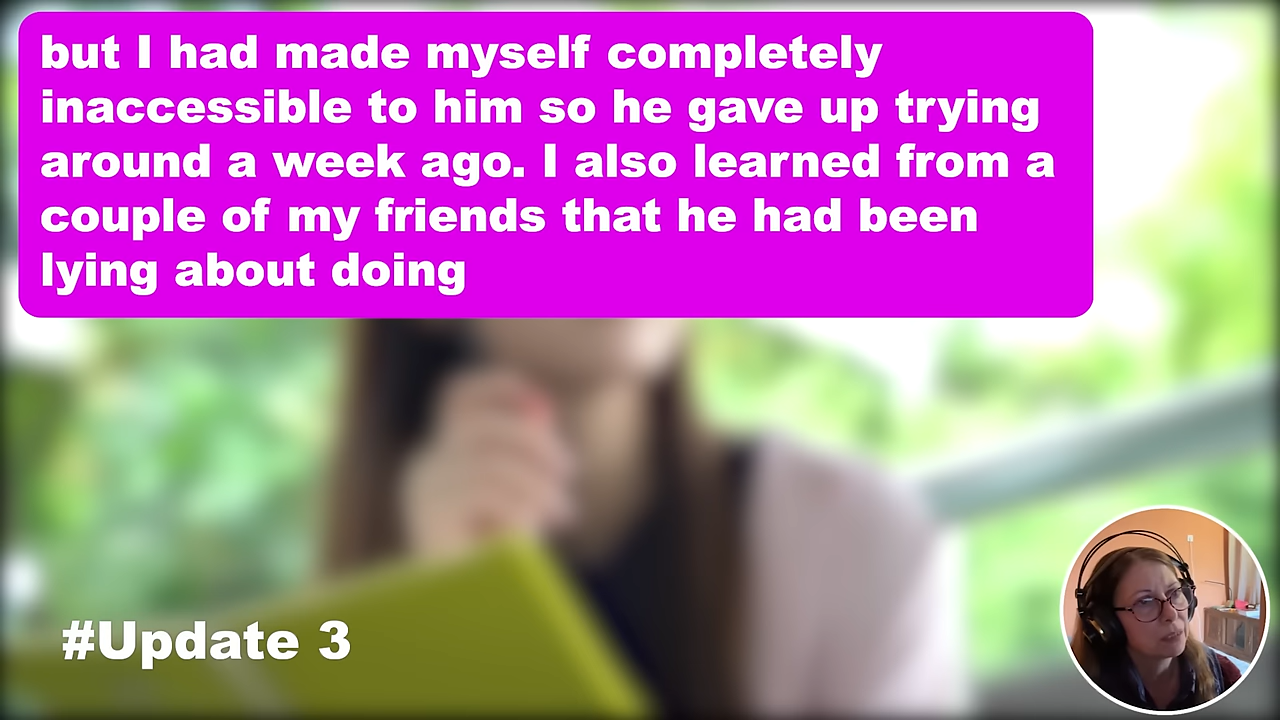 but I had made myself completely
inaccessible to him so he gave up trying
around a week ago. I also learned from a
couple of my friends that he had been
lying about doing
#Update 3